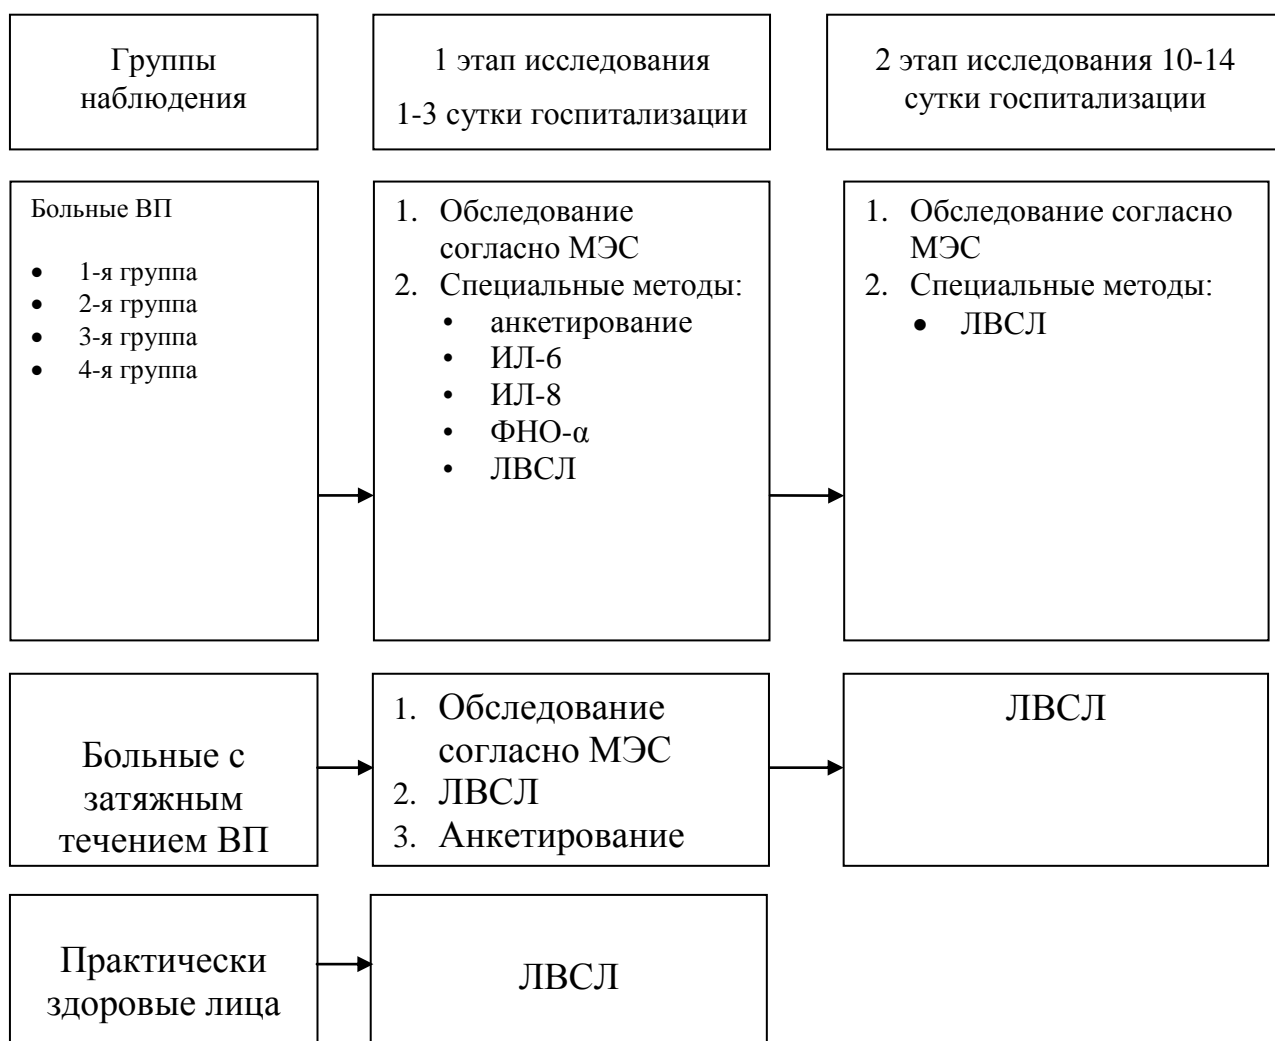 Группы
наблюдения
1 этап исследования
1-3 сутки госпитализации
2 этап исследования 10-14
сутки госпитализации
Больные ВП
• 1-я группа
• 2-я группа
• 3-я группа
• 4-я группа
1. Обследование
согласно МЭС
2. Специальные методы:
• анкетирование
• ИЛ-6
• ИЛ-8
• ФНО-α
• ЛВСЛ
1. Обследование согласно
МЭС
2. Специальные методы:
• ЛВСЛ
Больные с
затяжным
течением ВП
1. Обследование
согласно МЭС
2. ЛВСЛ
3. Анкетирование
ЛВСЛ
Практически
здоровые лица
ЛВСЛ